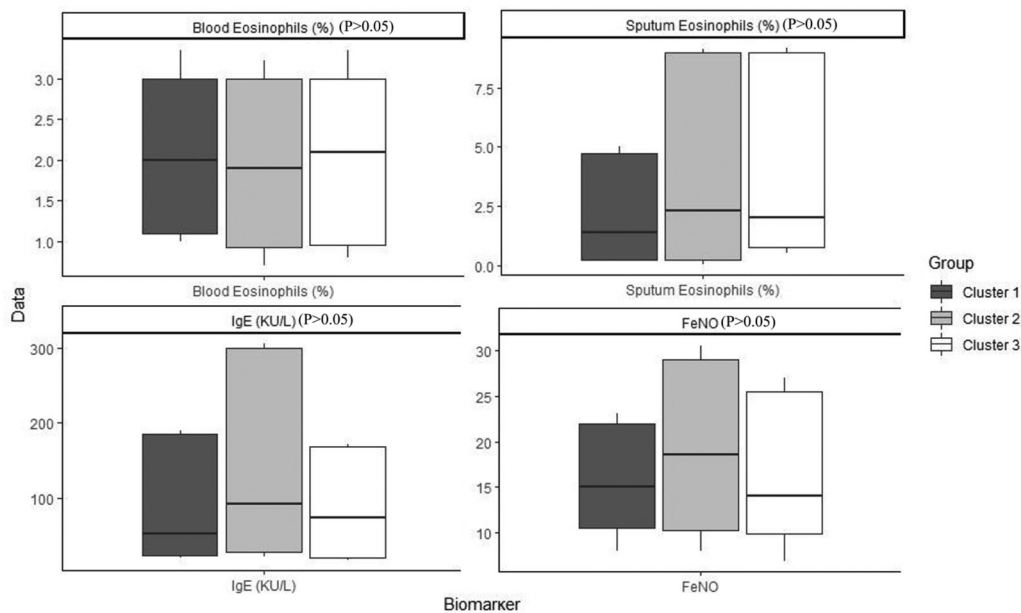 Blood Eosinophils (%) (P>0.05)
Sputum Eosinophils (%) (P>0.05)
3.0
2.5
2.0
1.5
1.0
7.5
5.0
2.5
0.0
Blood Eosinophils (%)
Sputum Eosinophils (%)
Data
IgE (KU/L) (P>0.05)
FeNO (P>0.05)
300
200
100
30
25
20
15
10
IgE (KU/L)
FeNO
Biomarker
Group
Cluster 1
Cluster 2
Cluster 3